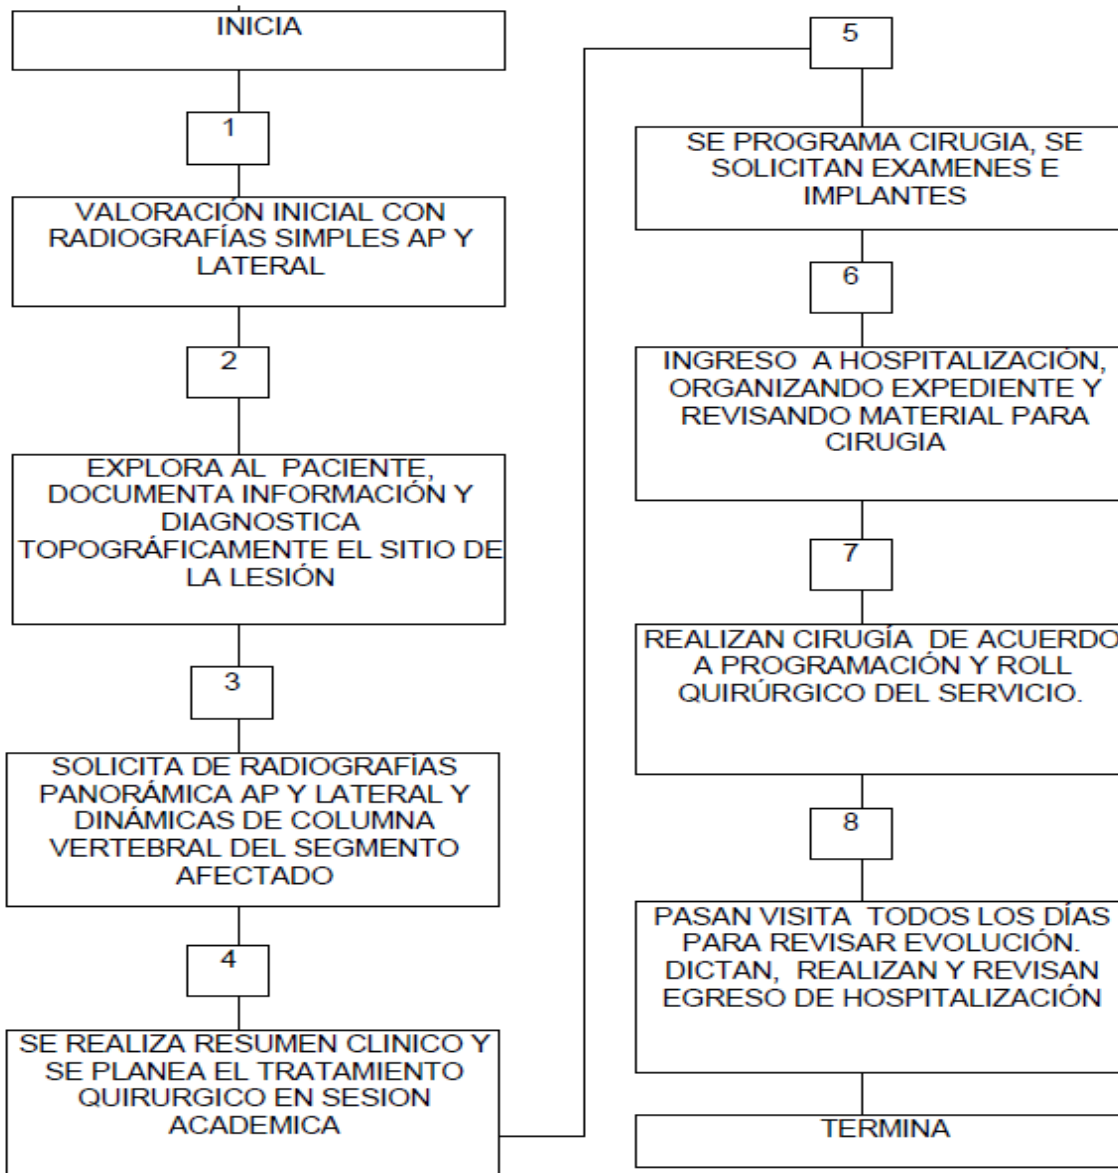 INICIA
1
VALORACIÓN INICIAL CON
RADIOGRAFÍAS SIMPLES AP Y
LATERAL
2
EXPLORA AL PACIENTE,
DOCUMENTA INFORMACIÓN Y
DIAGNOSTICA
TOPOGRÁFICAMENTE EL SITIO DE
LA LESIÓN
3
SOLICITA DE RADIOGRAFÍAS
PANORÁMICA AP Y LATERAL Y
DINÁMICAS DE COLUMNA
VERTEBRAL DEL SEGMENTO
AFECTADO
4
SE REALIZA RESUMEN CLINICO Y
SE PLANEA EL TRATAMIENTO
QUIRURGICO EN SESION
ACADEMICA
5
SE PROGRAMA CIRUGIA, SE
SOLICITAN EXAMENES E
IMPLANTES
6
INGRESO A HOSPITALIZACIÓN,
ORGANIZANDO EXPEDIENTE Y
REVISANDO MATERIAL PARA
CIRUGIA
7
REALIZAN CIRUGÍA DE ACUERDO
A PROGRAMACIÓN Y ROLL
QUIRÚRGICO DEL SERVICIO.
8
PASAN VISITA TODOS LOS DÍAS
PARA REVISAR EVOLUCIÓN.
DICTAN, REALIZAN Y REVISAN
EGRESO DE HOSPITALIZACIÓN
TERMINA